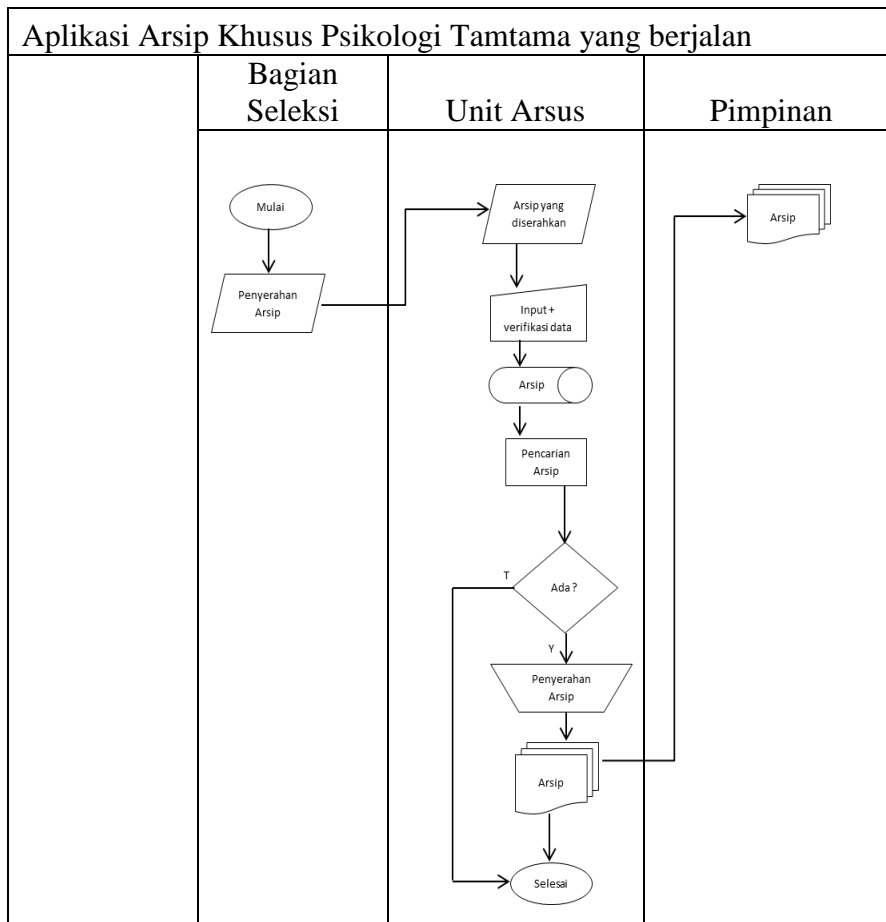 Aplikasi Arsip Khusus Psikologi Tamtama yang berjalan
Bagian
Seleksi
Unit Arsus
Pimpinan
Mulai
Penyerahan
Arsip
Arsip yang
diserahkan
Input +
verifikasi data
Arsip
Pencarian
Arsip
Ada ?
T
Y
Penyerahan
Arsip
Arsip
Selesai
Arsip